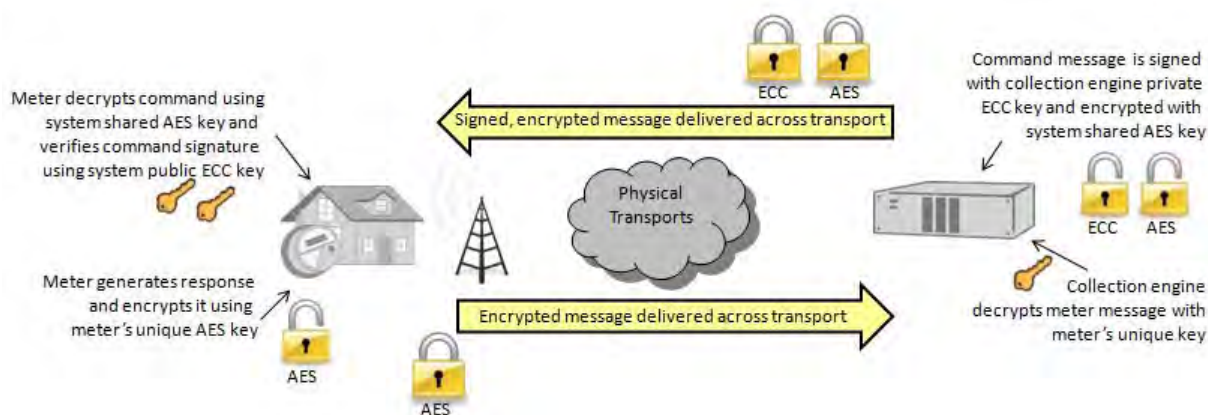 ECC
AES
Command message is signed
with collection engine private
ECC key and encrypted with
system shared AES key
Meter decrypts command using
system shared AES key and
verifies command signature
using system public ECC key
Signed, encrypted message delivered across transport
Physical
Transports
ECC
AES
Meter generates response
and encrypts it using
meter's unique AES key
AES
Encrypted message delivered across transport
AES
Collection engine
decrypts meter message with
meter's unique key